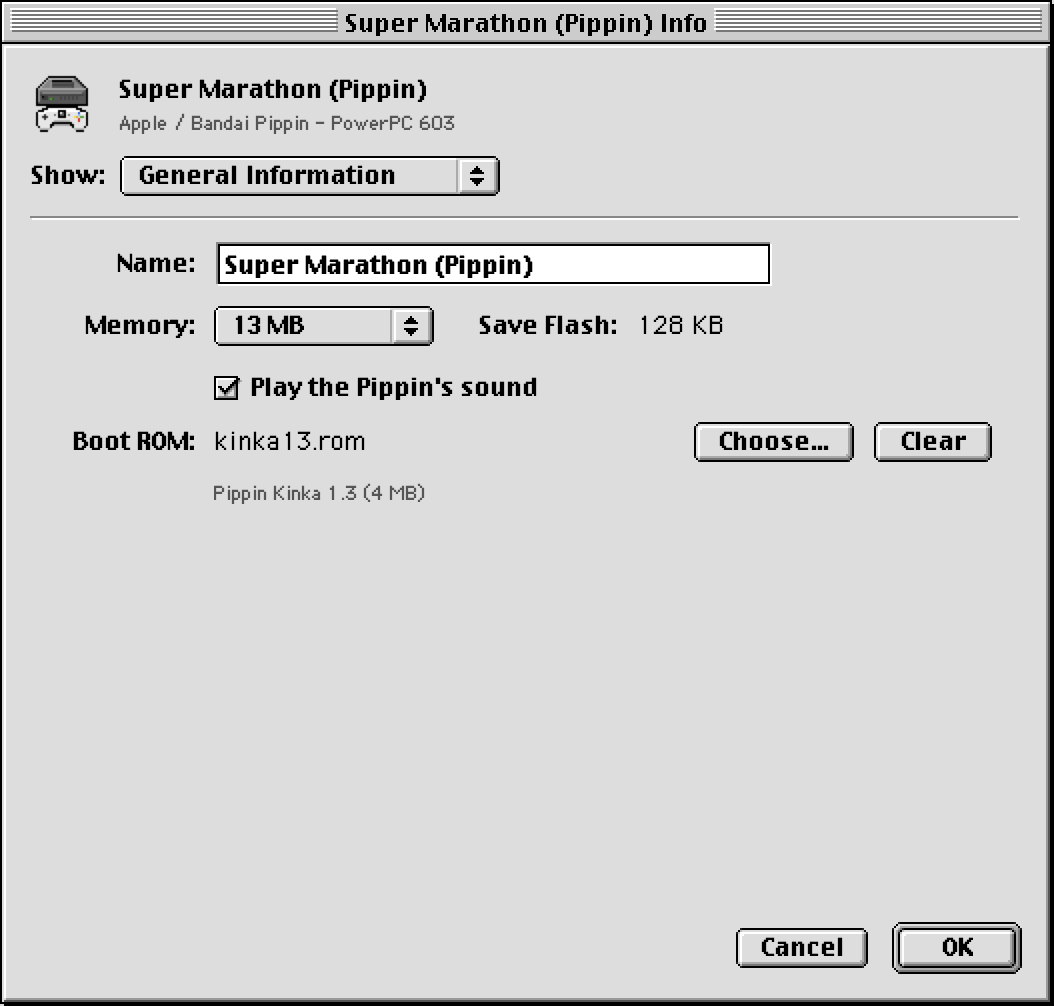 Super Marathon (Pippin) Info
Super Marathon (Pippin)
Apple / Bandai Pippin - PowerPC 603
Show: General Information
Name: Super Marathon (Pippin)
Memory: 13 MB Save Flash: 128 KB
Play the Pippin's sound
Boot ROM: kinka13.rom Choose... Clear
Pippin Kinka 1.3 (4 MB)
Cancel OK